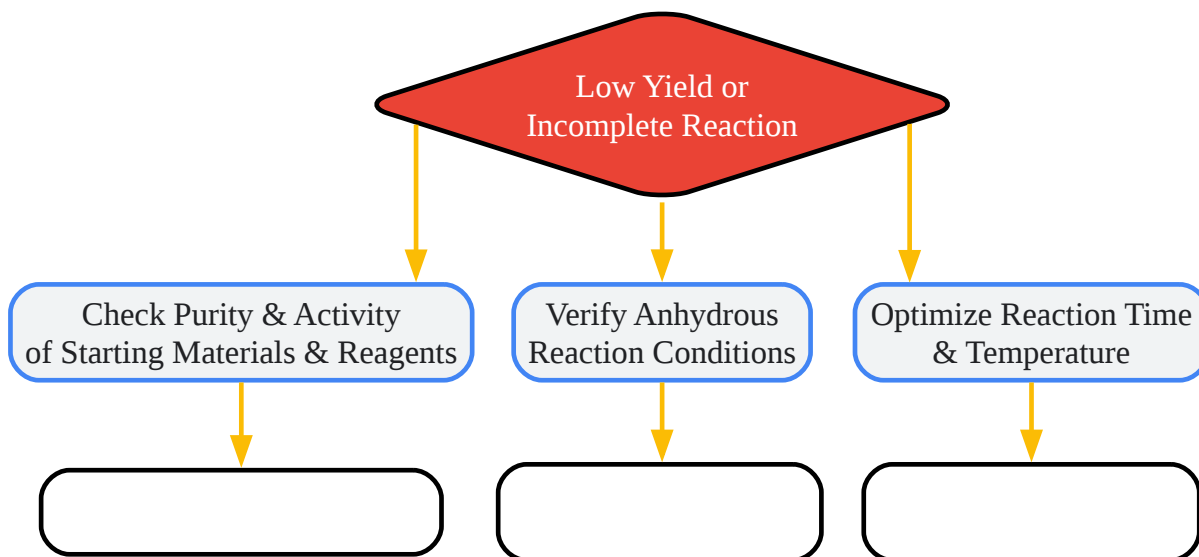 Low Yield or
Incomplete Reaction
Check Purity & Activity
of Starting Materials & Reagents
Verify Anhydrous
Reaction Conditions
Optimize Reaction Time
& Temperature